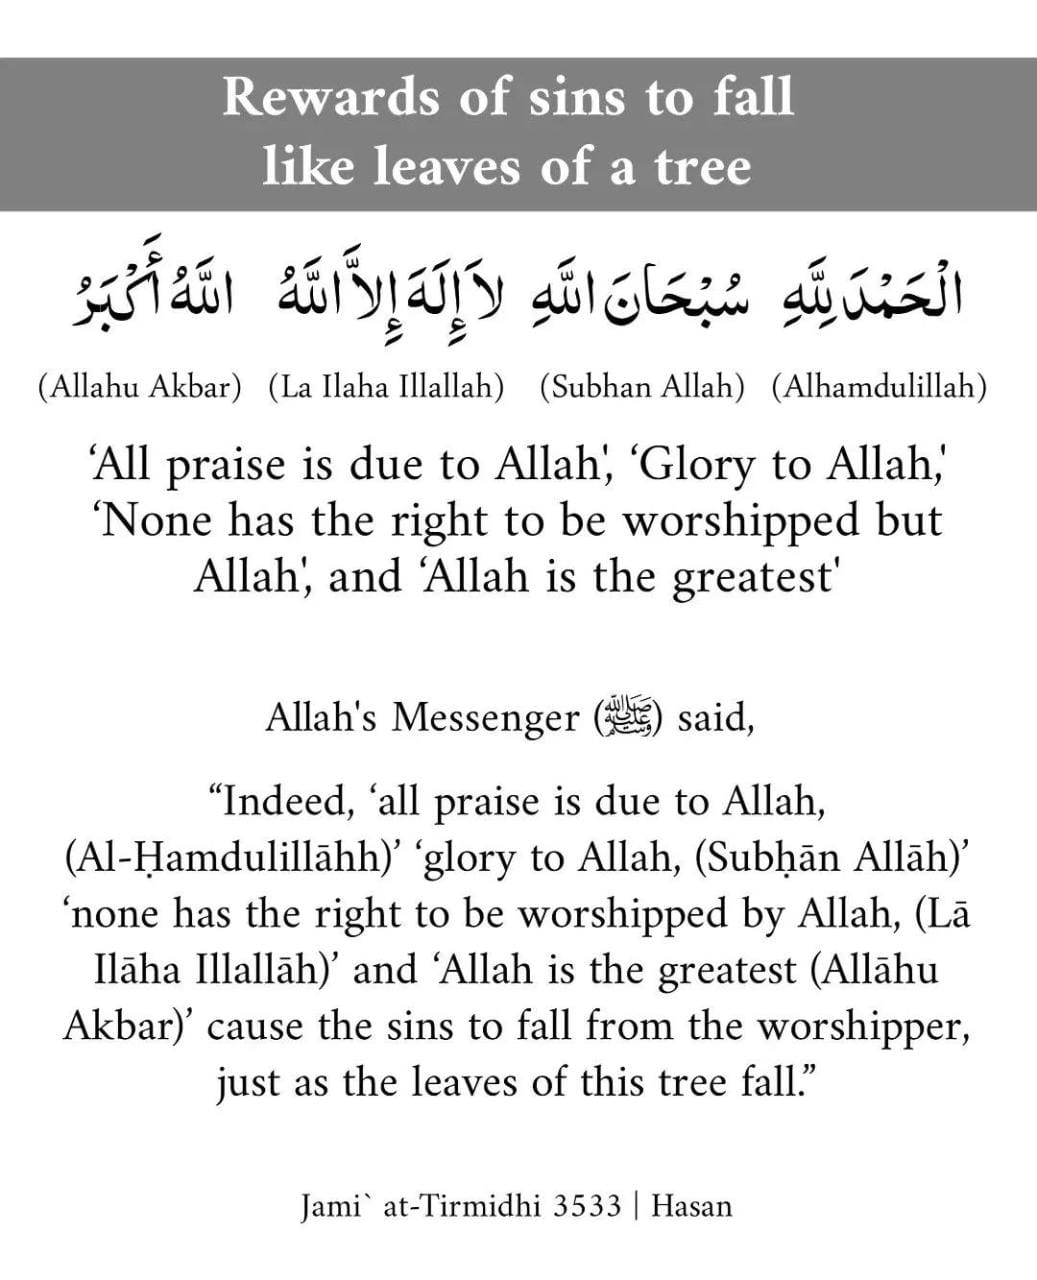 Rewards of sins to fall
like leaves of a tree
الْحَمْدَ لِلَّهِ سُبْحَانَ اللَّهِ لاَ إِلَهَ إِلاَّ اللَّهُ اللَّهُ أَكْبَرُ
(Allahu Akbar) (La Ilaha Illallah) (Subhan Allah) (Alhamdulillah)
‘All praise is due to Allah', ‘Glory to Allah,'
‘None has the right to be worshipped but
Allah', and ‘Allah is the greatest'
Allah's Messenger (ﷺ) said,
“Indeed, ‘all praise is due to Allah,
(Al-Ḥamdulillāhh)’ ‘glory to Allah, (Subḥān Allāh)’
‘none has the right to be worshipped by Allah, (Lā
Ilāha Illallāh)’ and ‘Allah is the greatest (Allāhu
Akbar)’ cause the sins to fall from the worshipper,
just as the leaves of this tree fall.”
Jami` at-Tirmidhi 3533 | Hasan